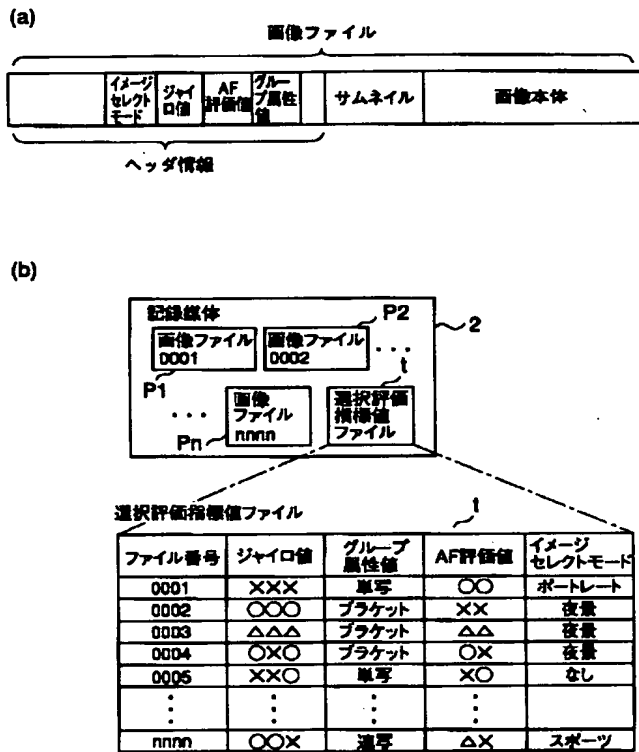 (a)
画像ファイル
イメージ
セレクト
モード
ジャイ
ロ値
AF
評価値
グルー
プ属性
値
サムネイル
画像本体
ヘッダ情報
(b)
記録媒体
画像ファイル
0001
画像ファイル
0002
・・・
P2
2
P1
t
・・・
画像
ファイル
nnnn
選択評価
指標値
ファイル
Pn
選択評価指標値ファイル
t
ファイル番号 ジャイロ値 グループ属性値 AF評価値 イメージセレクトモード
0001 ××× 単写 ○○ ポートレート
0002 ○○○ ブラケット ×× 夜景
0003 △△△ ブラケット △△ 夜景
0004 ○×○ ブラケット ○× 夜景
0005 ××○ 単写 ×○ なし
nnnn ○○× 連写 △× スポーツ